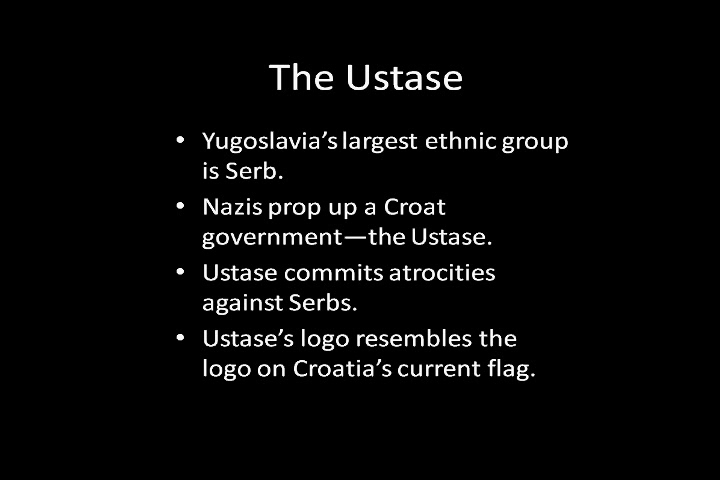 The Ustase
• Yugoslavia's largest ethnic group
is Serb.
• Nazis prop up a Croat
government—the Ustase.
• Ustase commits atrocities
against Serbs.
• Ustase's logo resembles the
logo on Croatia's current flag.